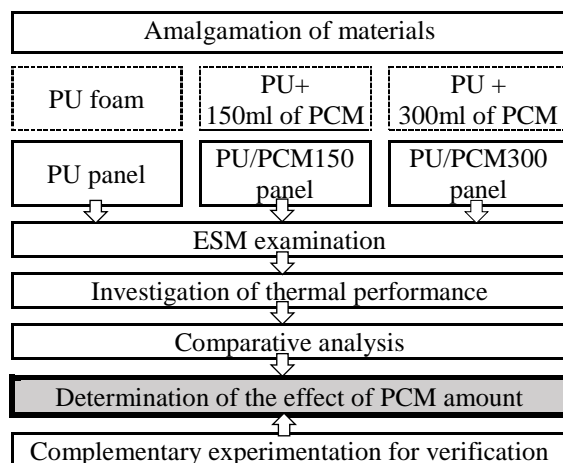 Amalgamation of materials
PU foam
PU+
150ml of PCM
PU +
300ml of PCM
PU panel
PU/PCM150
panel
PU/PCM300
panel
ESM examination
Investigation of thermal performance
Comparative analysis
Determination of the effect of PCM amount
Complementary experimentation for verification